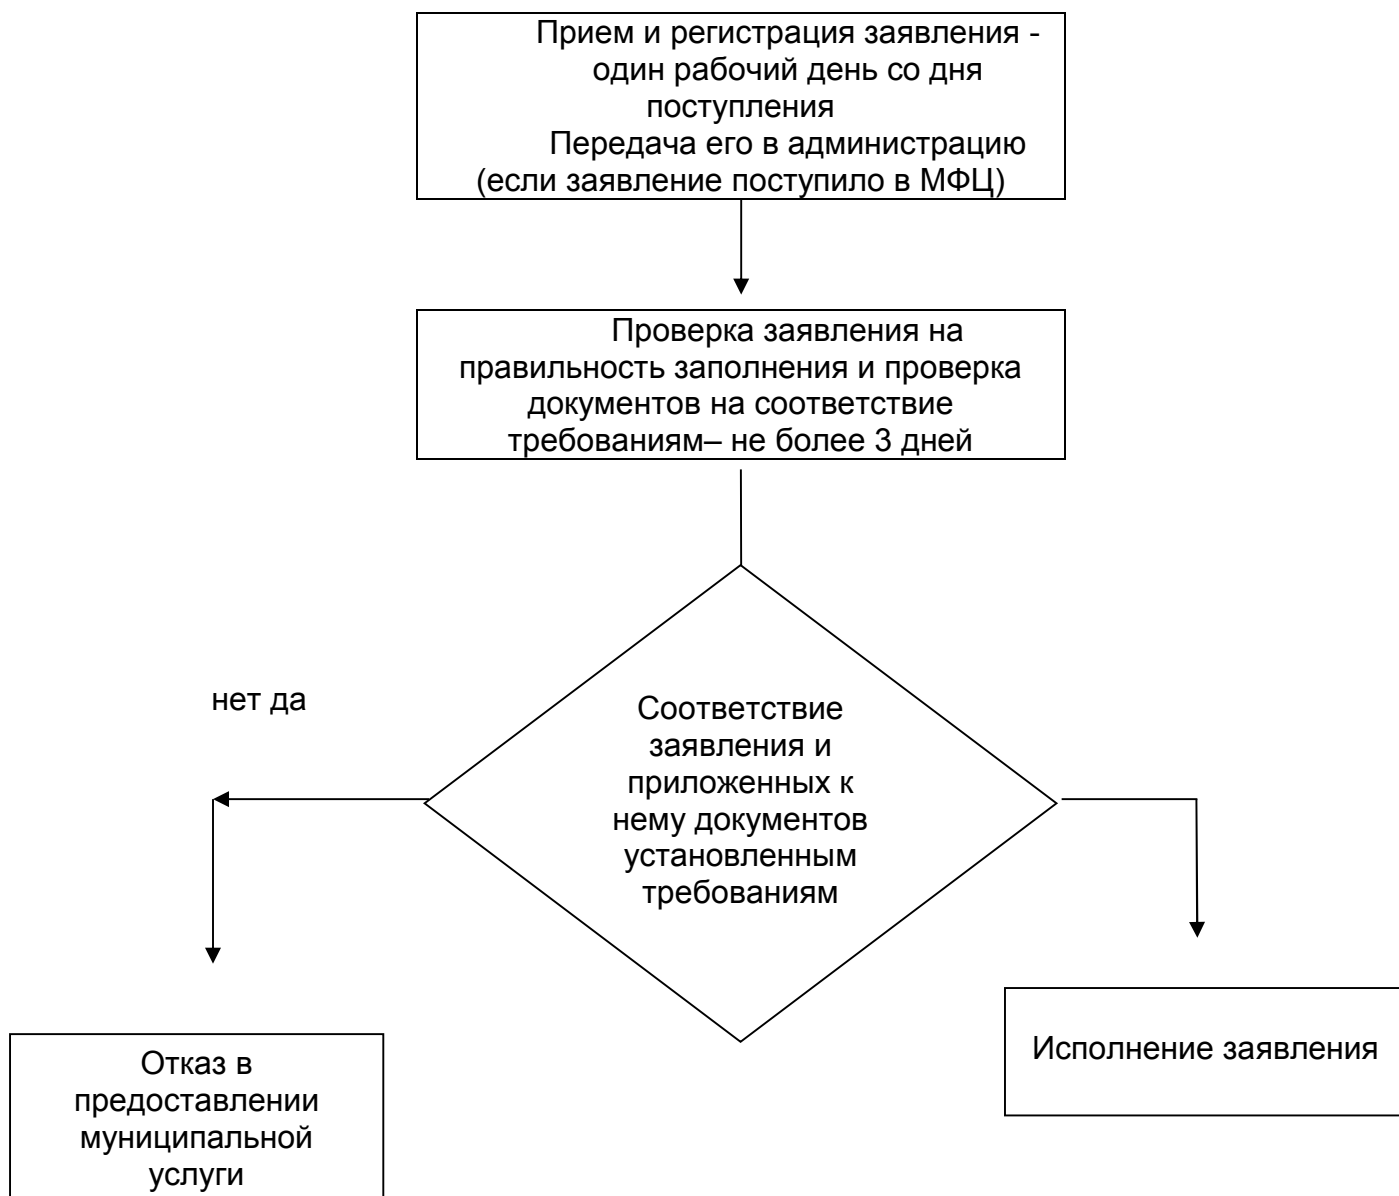 Прием и регистрация заявления -
один рабочий день со дня
поступления
Передача его в администрацию
(если заявление поступило в МФЦ)
Проверка заявления на
правильность заполнения и проверка
документов на соответствие
требованиям– не более 3 дней
нет да
Соответствие
заявления и
приложенных к
нему документов
установленным
требованиям
Исполнение заявления
Отказ в
предоставлении
муниципальной
услуги